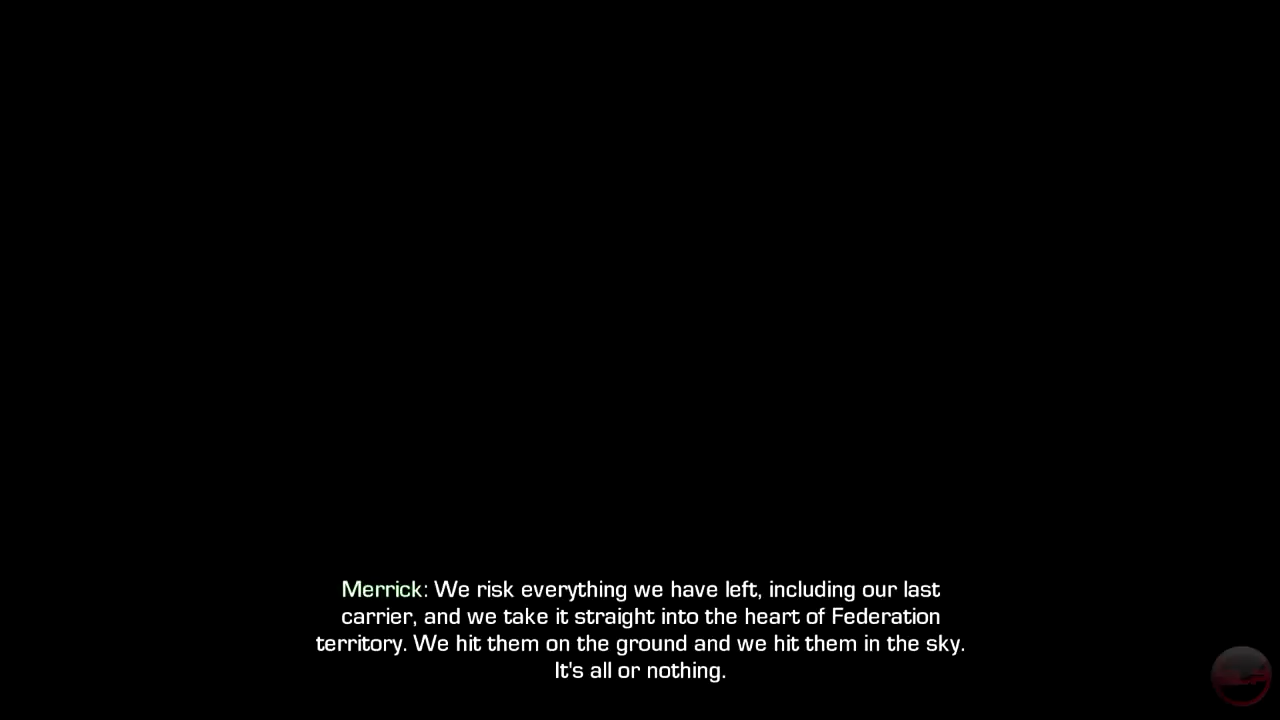 Merrick: We risk everything we have left, including our last
carrier, and we take it straight into the heart of Federation
territory. We hit them on the ground and we hit them in the sky.
It's all or nothing.